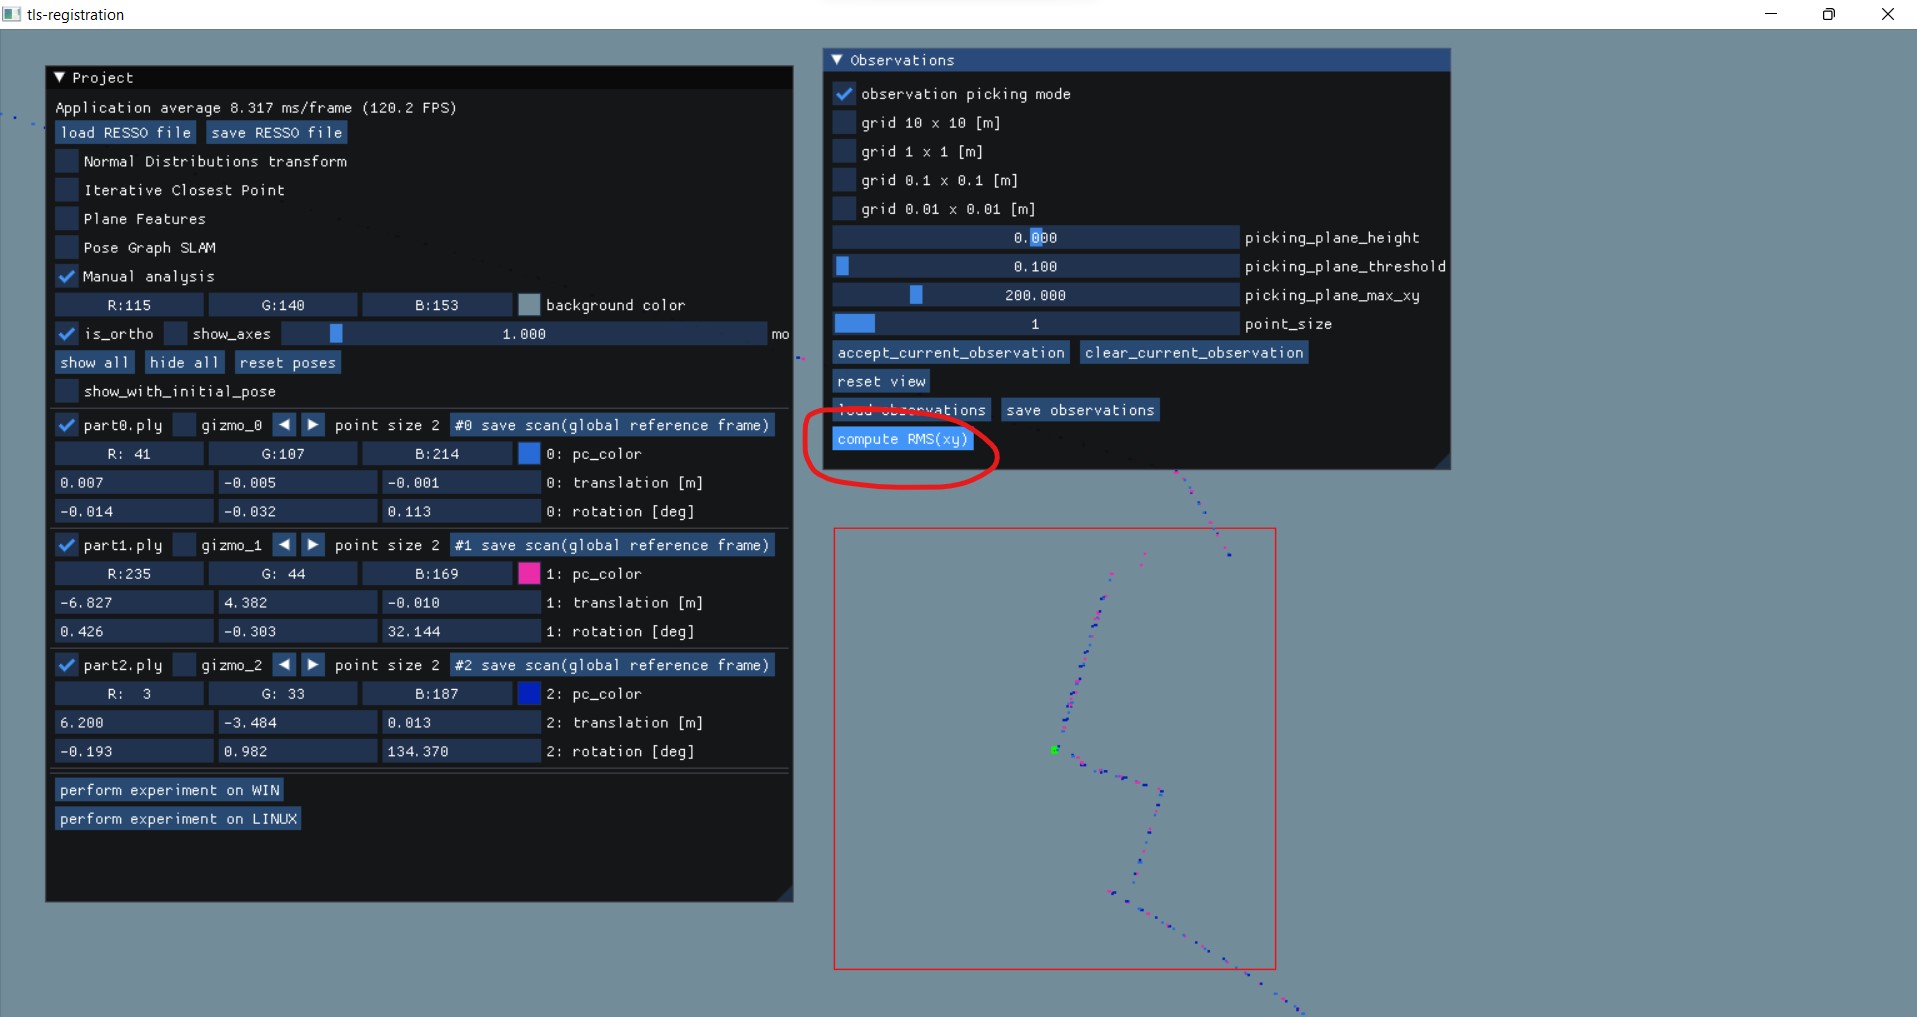 tls-registration
Project
Application average 8.317 ms/frame (120.2 FPS)
load RESSO file save RESSO file
Normal Distributions transform
Iterative Closest Point
Plane Features
Pose Graph SLAM
Manual analysis
R:115 G:140 B:153 background color
is_ortho show_axes 1.000 mo
show all hide all reset poses
show_with_initial_pose
part0.ply gizmo_0 point size 2 #0 save scan(global reference frame)
R: 41 G:107 B:214 0: pc_color
0.007 -0.005 -0.001 0: translation [m]
-0.014 -0.032 0.113 0: rotation [deg]
part1.ply gizmo_1 point size 2 #1 save scan(global reference frame)
R:235 G: 44 B:169 1: pc_color
-6.827 4.382 -0.010 1: translation [m]
0.426 -0.303 32.144 1: rotation [deg]
part2.ply gizmo_2 point size 2 #2 save scan(global reference frame)
R: 3 G: 33 B:187 2: pc_color
6.200 -3.484 0.013 2: translation [m]
-0.193 0.982 134.370 2: rotation [deg]
perform experiment on WIN
perform experiment on LINUX
Observations
observation picking mode
grid 10 x 10 [m]
grid 1 x 1 [m]
grid 0.1 x 0.1 [m]
grid 0.01 x 0.01 [m]
0.000 picking_plane_height
0.100 picking_plane_threshold
200.000 picking_plane_max_xy
1 point_size
accept_current_observation clear_current_observation
reset view
load observations save observations
compute RMS(xy)